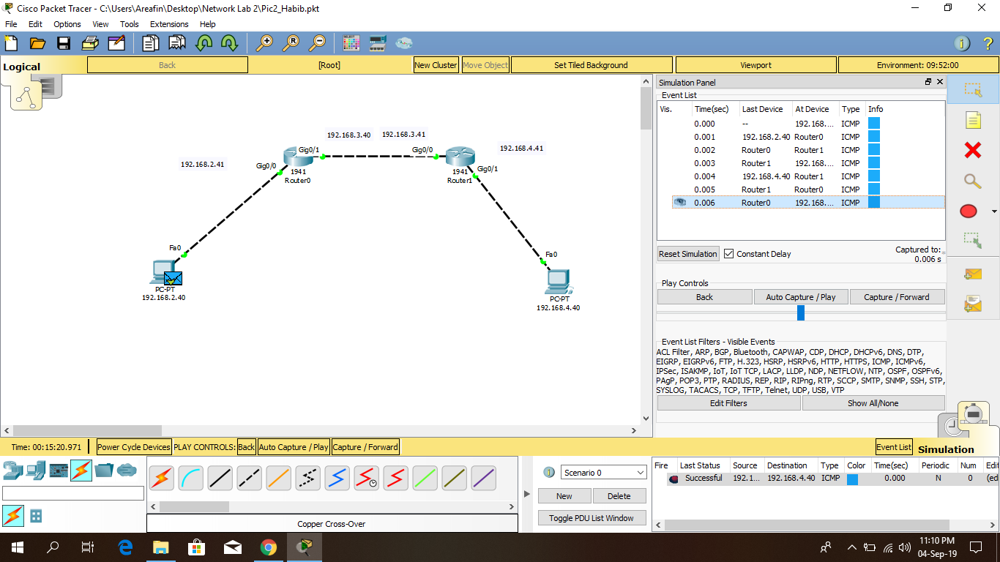 Cisco Packet Tracer - C:\Users\Areafin\Desktop\Network Lab 2\Pic2_Habib.pkt
File Edit Options View Tools Extensions Help
Logical Back [Root] New Cluster Move Object Set Tiled Background Viewport Environment: 09:52:00
192.168.3.40 192.168.3.41
192.168.4.41
Gig0/1 Gig0/0
192.168.2.41
Gig0/0 1941 1941 Gig0/1
Router0 Router1
Fa0
Fa0
PC-PT
192.168.2.40
PC-PT
192.168.4.40
Simulation Panel
Event List
Vis. Time(sec) Last Device At Device Type Info
0.000 -- 192.168.... ICMP
0.001 192.168.2.40 Router0 ICMP
0.002 Router0 Router1 ICMP
0.003 Router1 192.168.... ICMP
0.004 192.168.4.40 Router1 ICMP
0.005 Router1 Router0 ICMP
0.006 Router0 192.168.... ICMP
Reset Simulation Constant Delay Captured to:
0.006 s
Play Controls
Back Auto Capture / Play Capture / Forward
Event List Filters - Visible Events
ACL Filter, ARP, BGP, Bluetooth, CAPWAP, CDP, DHCP, DHCPv6, DNS, DTP,
EIGRP, EIGRPv6, FTP, H.323, HSRP, HSRPv6, HTTP, HTTPS, ICMP, ICMPv6,
IPSec, ISAKMP, IoT, IoT TCP, LACP, LLDP, NDP, NETFLOW, NTP, OSPF, OSPFv6,
PAgP, POP3, PTP, RADIUS, REP, RIP, RIPng, RTP, SCCP, SMTP, SNMP, SSH, STP,
SYSLOG, TACACS, TCP, TFTP, Telnet, UDP, USB, VTP
Edit Filters Show All/None
Time: 00:15:20.971 Power Cycle Devices PLAY CONTROLS: Back Auto Capture / Play Capture / Forward Event List Simulation
Scenario 0
New Delete
Toggle PDU List Window
Fire Last Status Source Destination Type Color Time(sec) Periodic Num Edit
Successful 192.1... 192.168.4.40 ICMP 0.000 N 0 (ed
Copper Cross-Over
11:10 PM
04-Sep-19